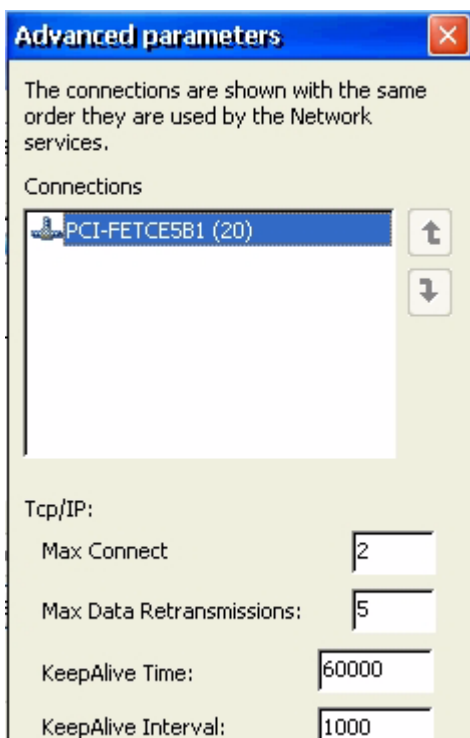 Advanced parameters
The connections are shown with the same
order they are used by the Network
services.
Connections
PCI-FETCE5B1 (20)
Tcp/IP:
Max Connect 2
Max Data Retransmissions: 5
KeepAlive Time: 60000
KeepAlive Interval: 1000